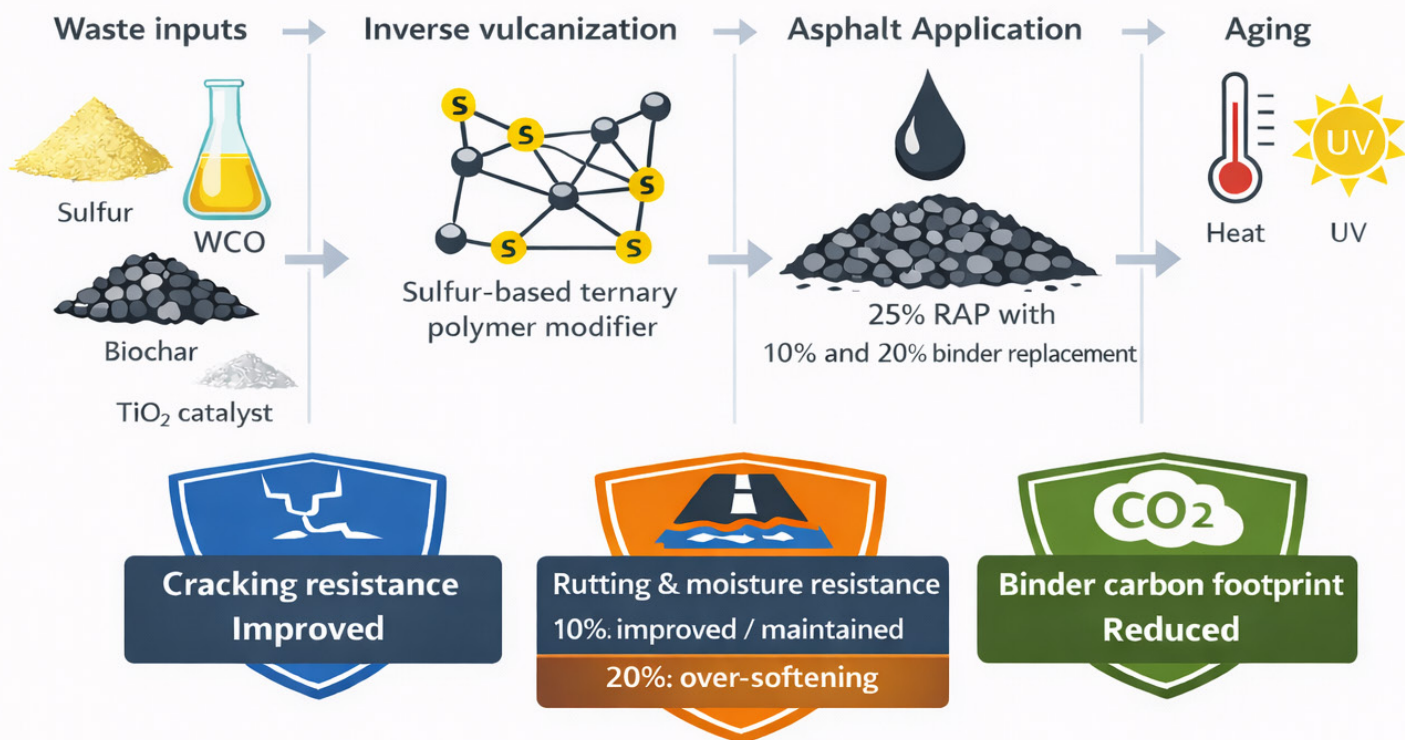 Waste inputs
Inverse vulcanization
Asphalt Application
Aging
Sulfur
WCO
Biochar
TiO₂ catalyst
S
S
S
S
S
Sulfur-based ternary
polymer modifier
25% RAP with
10% and 20% binder replacement
UV
Heat
UV
Cracking resistance
Improved
Rutting & moisture resistance
10%: improved / maintained
20%: over-softening
CO2
Binder carbon footprint
Reduced